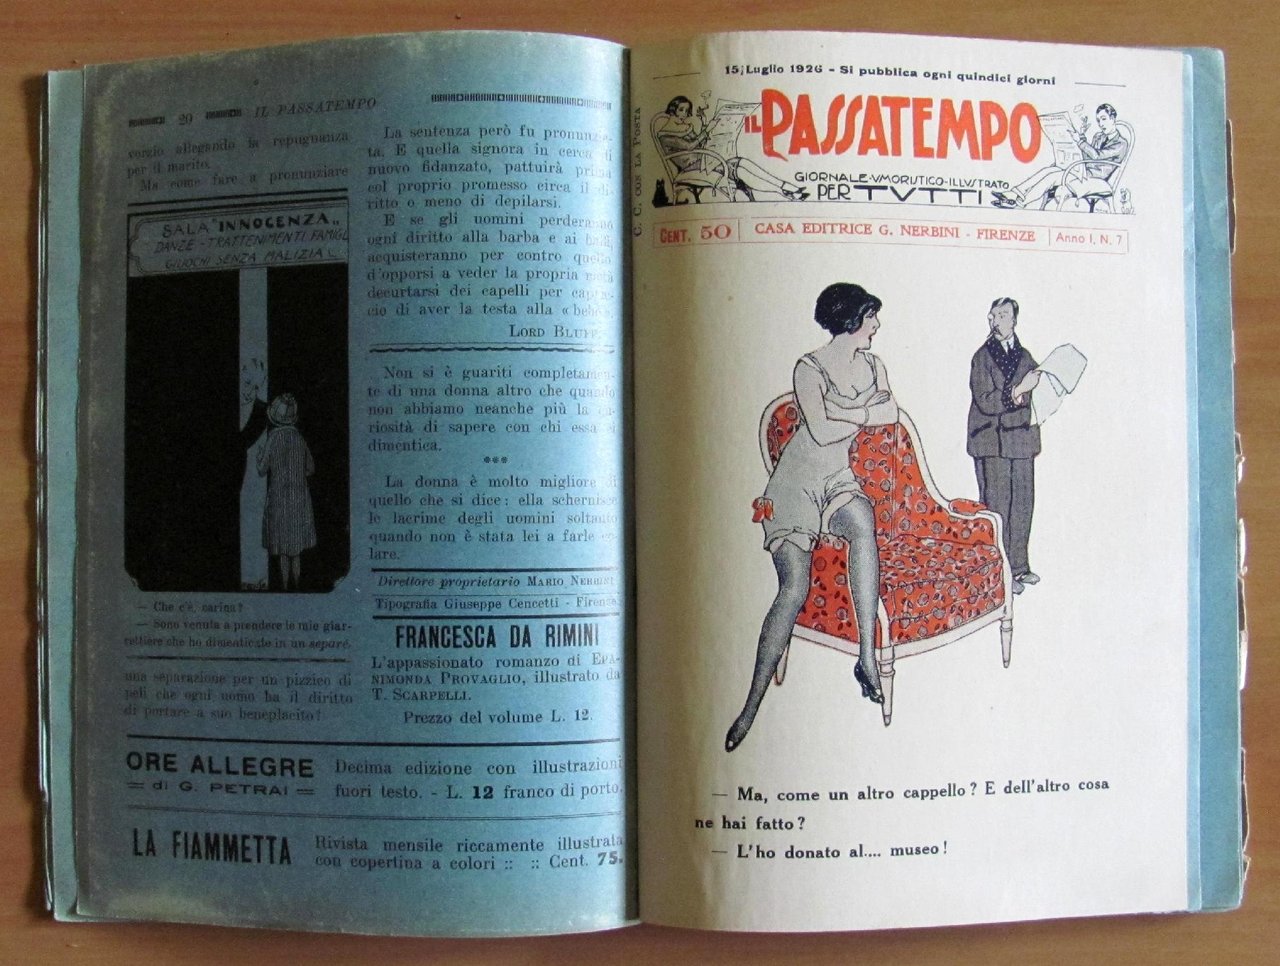 20 IL PASSATEMPO
vorzio allegando la repugnanza
per il marito.
Ma come fare a pronunziare
SALA "INNOCENZA"
DANZE - TRATTENIMENTI FAMIGL
GIUOCHI SENZA MALIZIA
— Che c'è, carina?
— Sono venuta a prendere le mie giar-
rettiere che ho dimenticate in un separé.
una separazione per un pizzico di
peli che ogni uomo ha il diritto
di portare a suo beneplacito?
La sentenza però fu pronunzia-
ta. E quella signora in cerca di
nuovo fidanzato, pattuirà prima
col proprio promesso circa il di-
ritto o meno di depilarsi.
E se gli uomini perderanno
ogni diritto alla barba e ai baffi,
acquisteranno per contro quello
d'opporsi a veder la propria metà
decurtarsi dei capelli per capric-
cio di aver la testa alla « bebè».
LORD
Non si è guariti completamen-
te di una donna altro che quando
non abbiamo neanche più la cu-
riosità di sapere con chi essa ci
dimentica.
***
La donna è molto migliore di
quello che si dice: ella schernisce
le lacrime degli uomini soltanto
quando non è stata lei a farle co-
lare.
Direttore proprietario MARIO NERBINI
Tipografia Giuseppe Cencetti - Firenze
FRANCESCA DA RIMINI
L'appassionato romanzo di EPA-
NIMONDA PROVAGLIO, illustrato da
T. SCARPELLI.
Prezzo del volume L. 12.
ORE ALLEGRE
di G. PETRAI
Decima edizione con illustrazioni
fuori testo. - L. 12 franco di porto.
LA FIAMMETTA
Rivista mensile riccamente illustrata
con copertina a colori :: :: Cent. 75.
C. C. CON LA POSTA
15 Luglio 1926 - Si pubblica ogni quindici giorni
IL PASSATEMPO
GIORNALE·VMORISTICO·ILLVSTRATO
PER TVTTI
CENT. 50
CASA EDITRICE G. NERBINI - FIRENZE
Anno I, N. 7
— Ma, come un altro cappello? E dell'altro cosa
ne hai fatto?
— L'ho donato al.... museo!